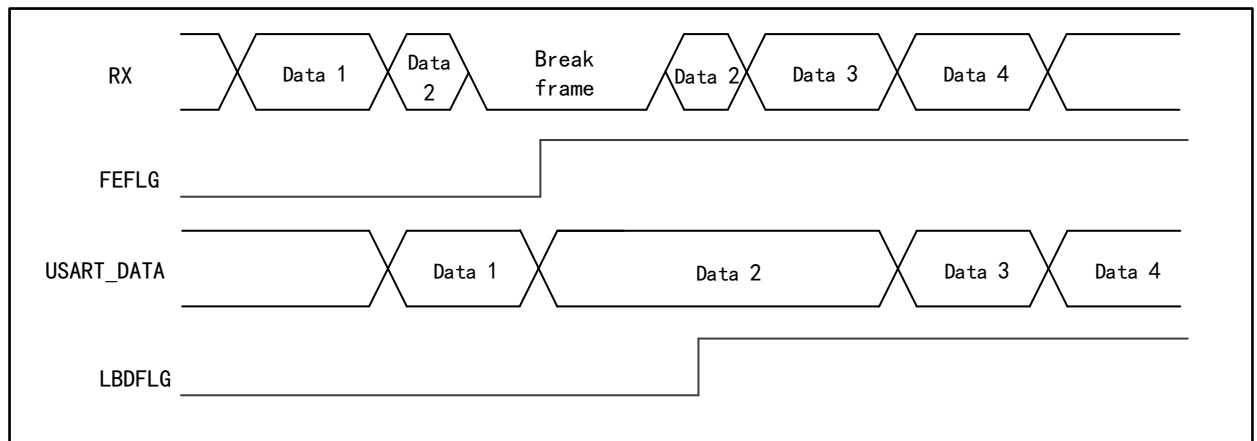 RX
Data 1
Data
2
Break
frame
Data 2
Data 3
Data 4
FEFLG
USART_DATA
Data 1
Data 2
Data 3
Data 4
LBDFLG